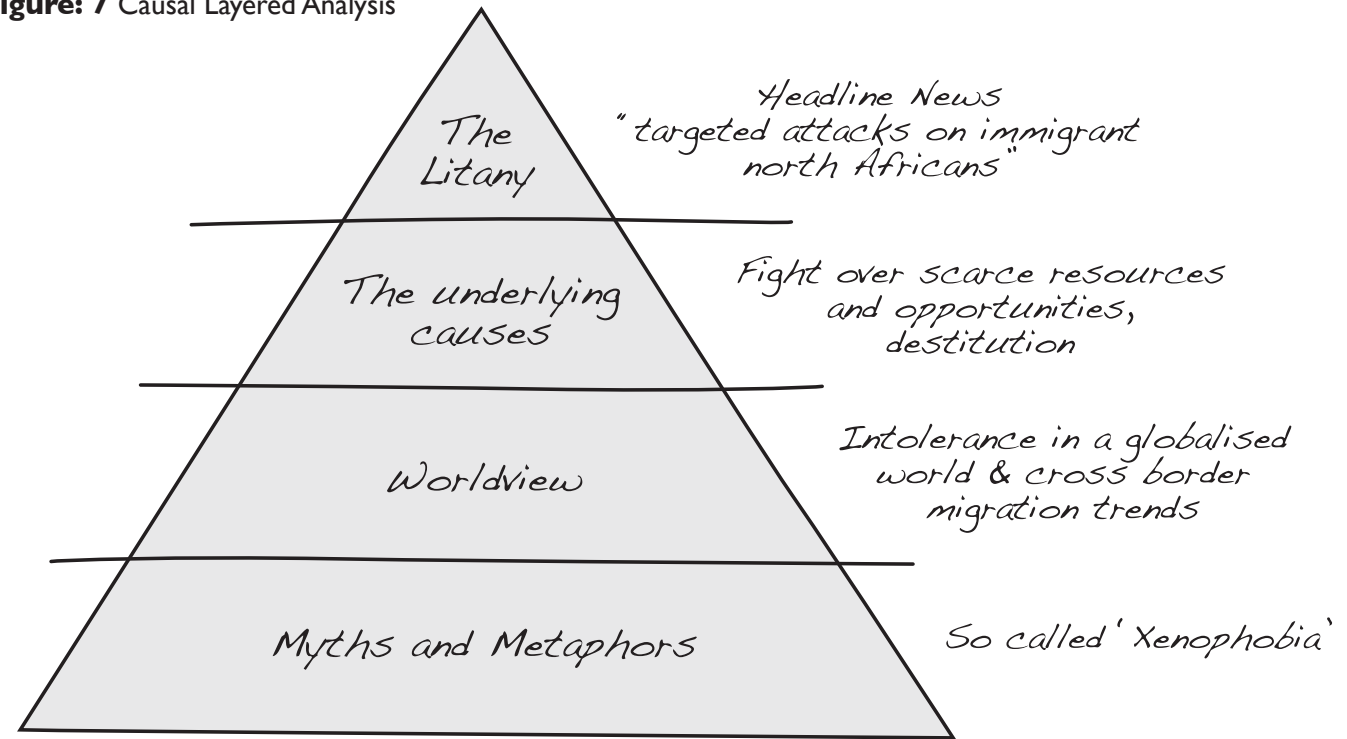 igure: 7 Causal Layered Analysis
The
Litany
Headline News
"targeted attacks on immigrant
north Africans"
The underlying
causes
Fight over scarce resources
and opportunities,
destitution
Worldview
Intolerance in a globalised
world & cross border
migration trends
Myths and Metaphors
So called 'Xenophobia'